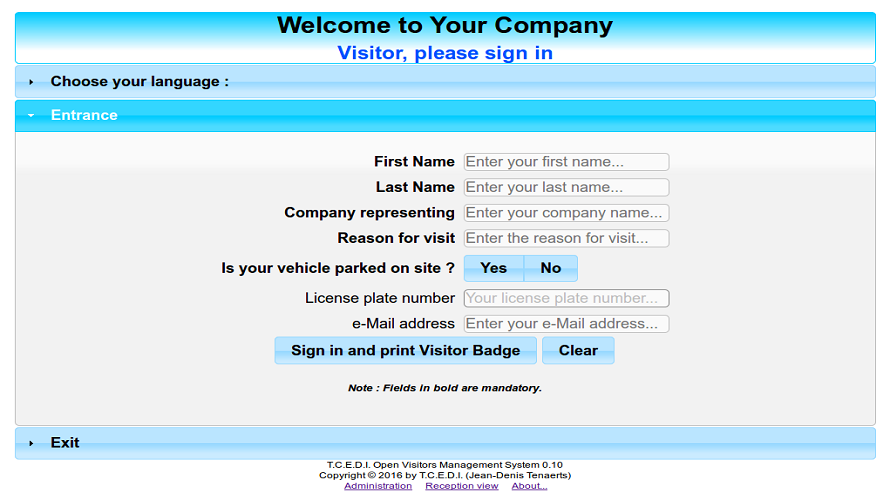 Welcome to Your Company
Visitor, please sign in
Choose your language :
Entrance
First Name Enter your first name...
Last Name Enter your last name...
Company representing Enter your company name...
Reason for visit Enter the reason for visit...
Is your vehicle parked on site ? Yes No
License plate number Your license plate number...
e-Mail address Enter your e-Mail address...
Sign in and print Visitor Badge Clear
Note : Fields in bold are mandatory.
Exit
T.C.E.D.I. Open Visitors Management System 0.10
Copyright © 2016 by T.C.E.D.I. (Jean-Denis Tenaerts)
Administration Reception view About...